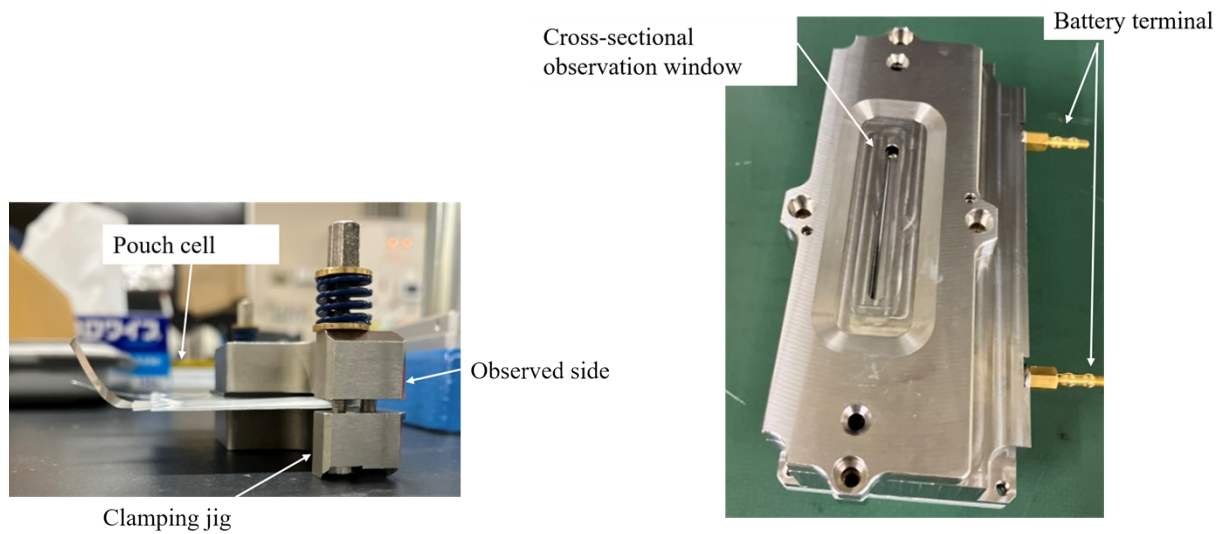 Cross-sectional
observation window
Battery terminal
Pouch cell
Observed side
Clamping jig